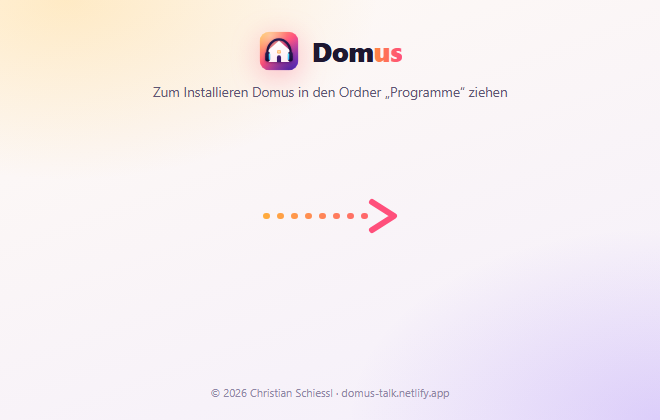 Domus
Zum Installieren Domus in den Ordner „Programme“ ziehen
© 2026 Christian Schiessl · domus-talk.netlify.app